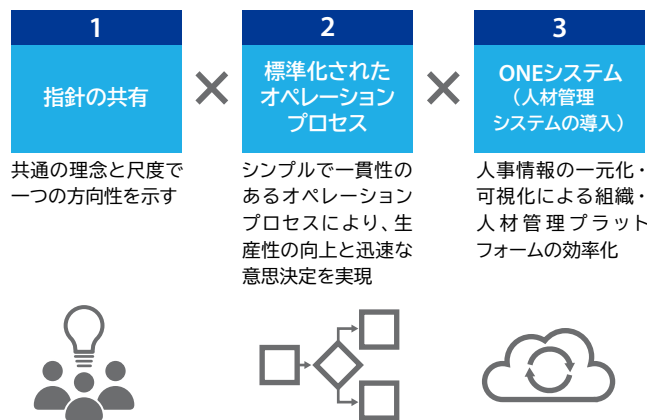 1
指針の共有
共通の理念と尺度で
一つの方向性を示す
×
2
標準化された
オペレーション
プロセス
シンプルで一貫性の
あるオペレーション
プロセスにより、生
産性の向上と迅速な
意思決定を実現
×
3
ONEシステム
(人材管理
システムの導入)
人事情報の一元化・
可視化による組織・
人材管理プラット
フォームの効率化